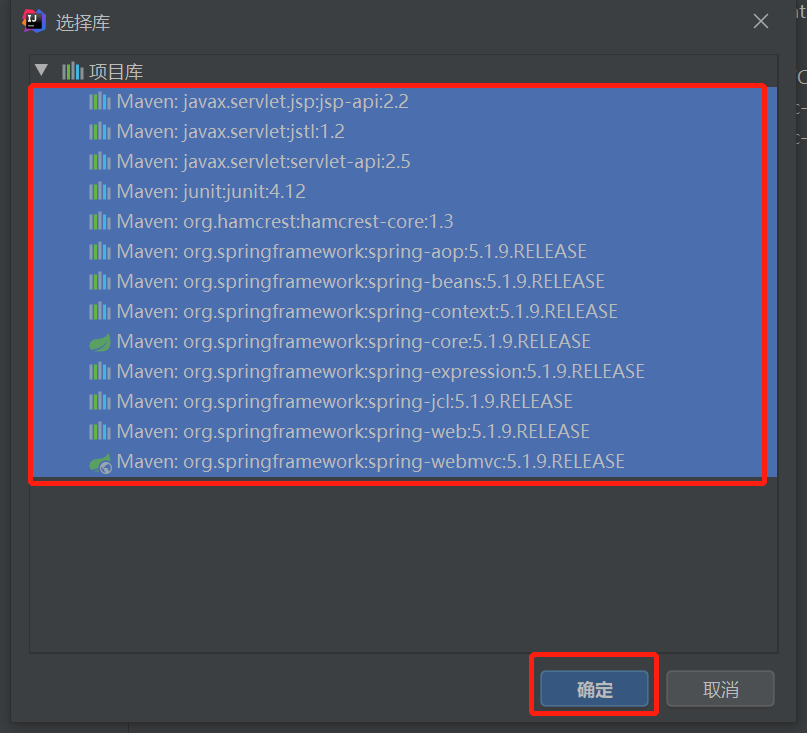 选择库
项目库
Maven: javax.servlet.jsp:jsp-api:2.2
Maven: javax.servlet:jstl:1.2
Maven: javax.servlet:servlet-api:2.5
Maven: junit:junit:4.12
Maven: org.hamcrest:hamcrest-core:1.3
Maven: org.springframework:spring-aop:5.1.9.RELEASE
Maven: org.springframework:spring-beans:5.1.9.RELEASE
Maven: org.springframework:spring-context:5.1.9.RELEASE
Maven: org.springframework:spring-core:5.1.9.RELEASE
Maven: org.springframework:spring-expression:5.1.9.RELEASE
Maven: org.springframework:spring-jcl:5.1.9.RELEASE
Maven: org.springframework:spring-web:5.1.9.RELEASE
Maven: org.springframework:spring-webmvc:5.1.9.RELEASE
确定
取消